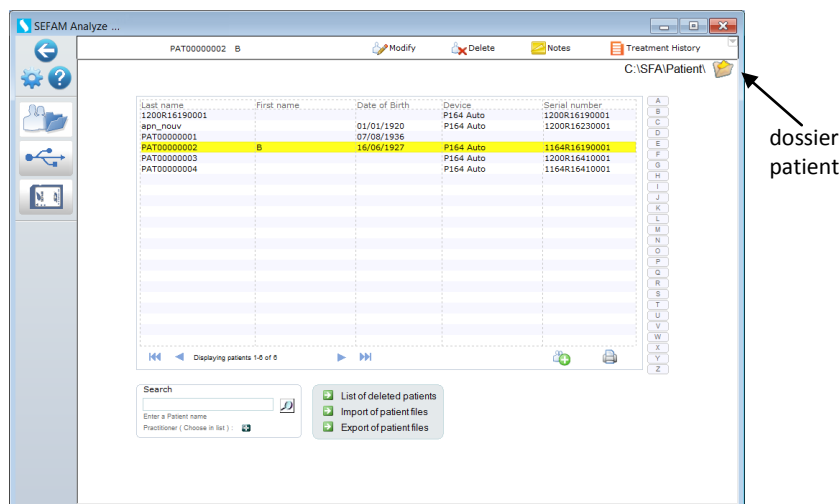 SEFAM Analyze ...
PAT00000002 B Modify Delete Notes Treatment History
C:\SFA\Patient\
dossier
patient
Last name First name Date of Birth Device Serial number
1200R16190001 P164 Auto 1200R16190001
apn_nouv 01/01/1920 P164 Auto 1200R16230001
PAT00000001 07/08/1936
PAT00000002 B 16/06/1927 P164 Auto 1164R16190001
PAT00000003 P164 Auto 1200R16410001
PAT00000004 P164 Auto 1164R16410001
A
B
C
D
E
F
G
H
I
J
K
L
M
N
O
P
Q
R
S
T
U
V
W
X
Y
Z
Displaying patients 1-6 of 6
Search
Enter a Patient name
Practitioner ( Choose in list ) :
List of deleted patients
Import of patient files
Export of patient files